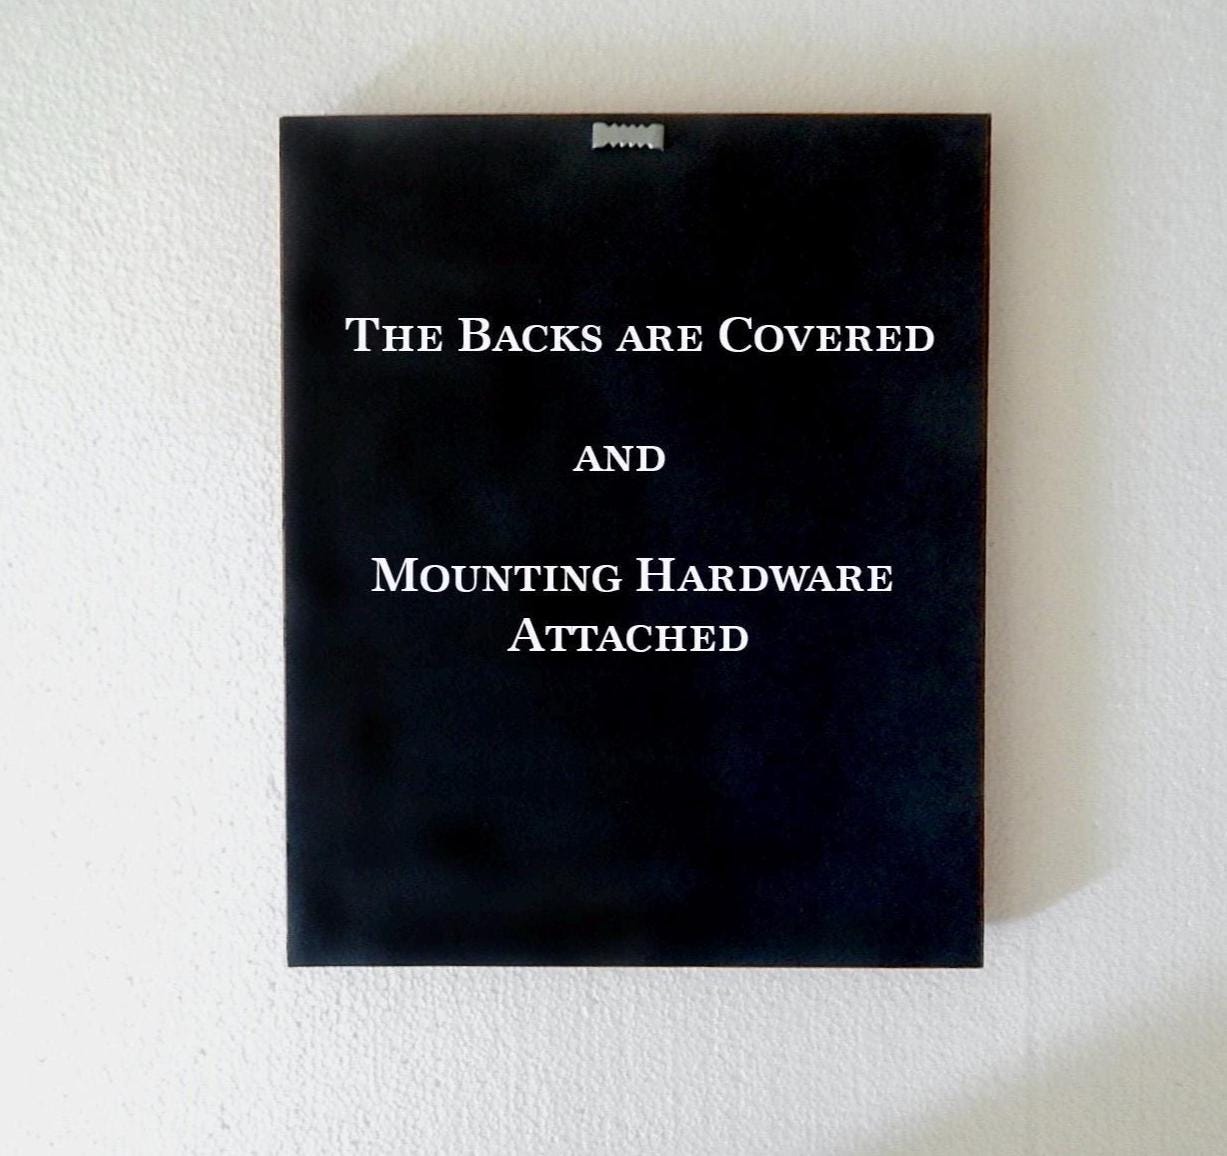 The Backs are Covered
and
Mounting Hardware
Attached